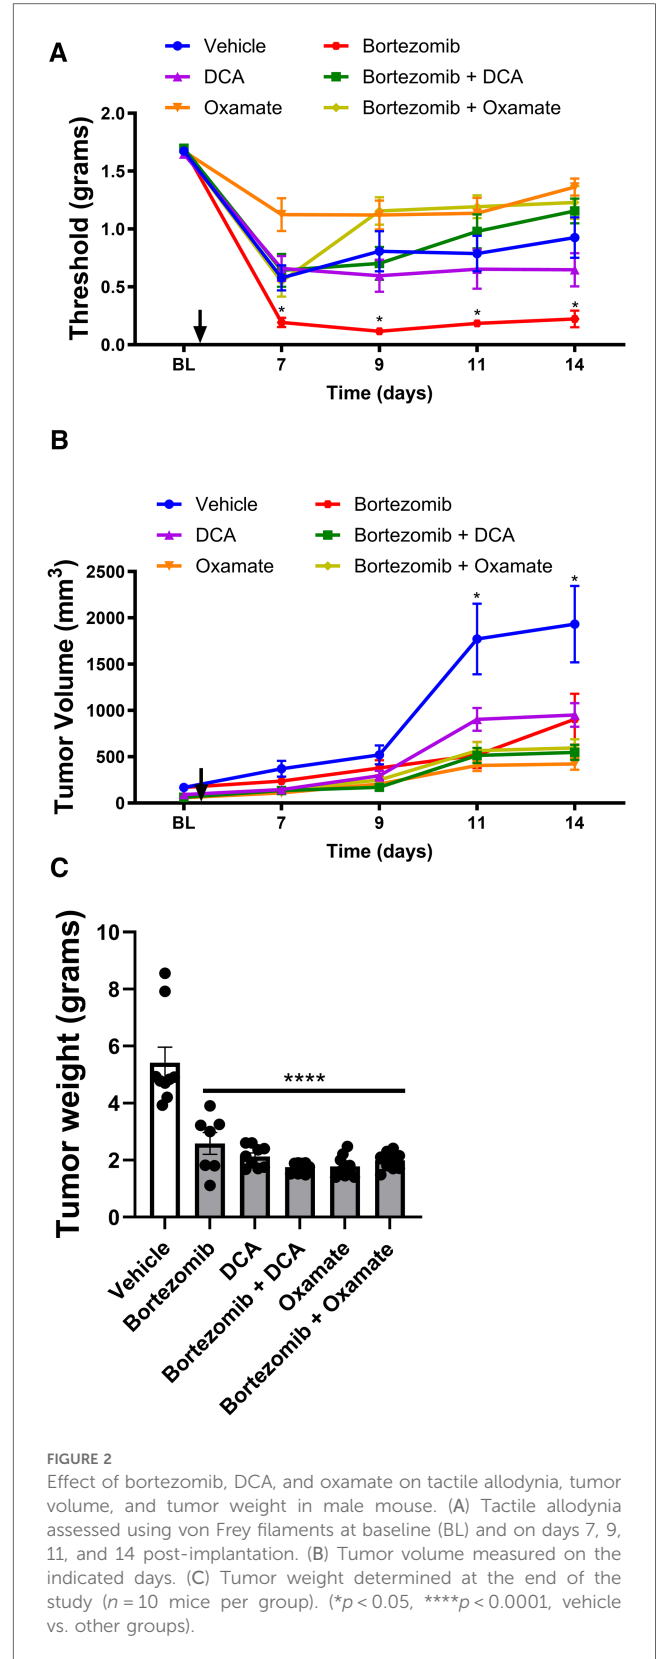 A
Vehicle
Bortezomib
DCA
Bortezomib + DCA
Oxamate
Bortezomib + Oxamate
Threshold (grams)
2.0
1.5
1.0
0.5
0.0
*
*
*
*
BL
7
9
11
14
Time (days)
B
Vehicle
Bortezomib
DCA
Bortezomib + DCA
Oxamate
Bortezomib + Oxamate
Tumor Volume (mm³)
2500
2000
1500
1000
500
0
*
*
BL
7
9
11
14
Time (days)
C
Tumor weight (grams)
10
8
6
4
2
0
****
Vehicle
Bortezomib
DCA
Bortezomib + DCA
Oxamate
Bortezomib + Oxamate
FIGURE 2
Effect of bortezomib, DCA, and oxamate on tactile allodynia, tumor
volume, and tumor weight in male mouse. (A) Tactile allodynia
assessed using von Frey filaments at baseline (BL) and on days 7, 9,
11, and 14 post-implantation. (B) Tumor volume measured on the
indicated days. (C) Tumor weight determined at the end of the
study (n = 10 mice per group). (*p < 0.05, ****p < 0.0001, vehicle
vs. other groups).